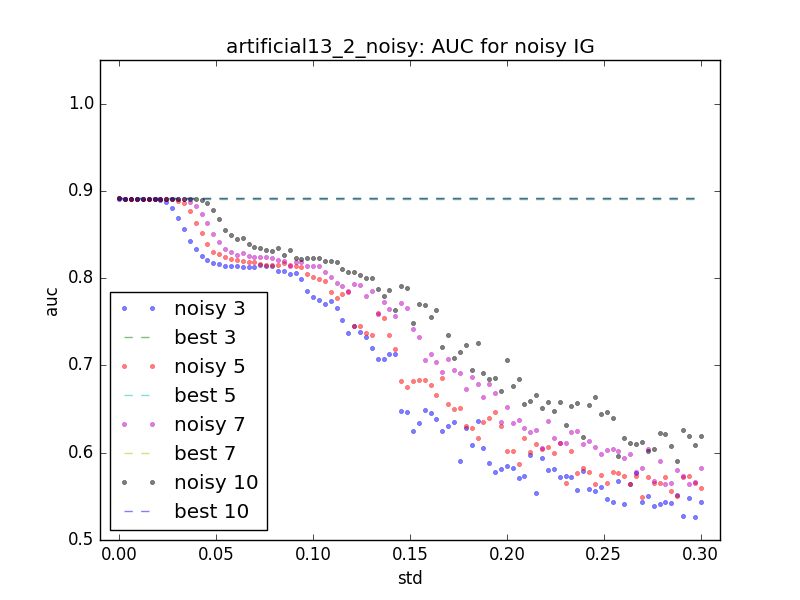 artificial13_2_noisy: AUC for noisy IG
auc
1.0
0.9
0.8
0.7
0.6
0.5
noisy 3
best 3
noisy 5
best 5
noisy 7
best 7
noisy 10
best 10
0.00 0.05 0.10 0.15 0.20 0.25 0.30
std